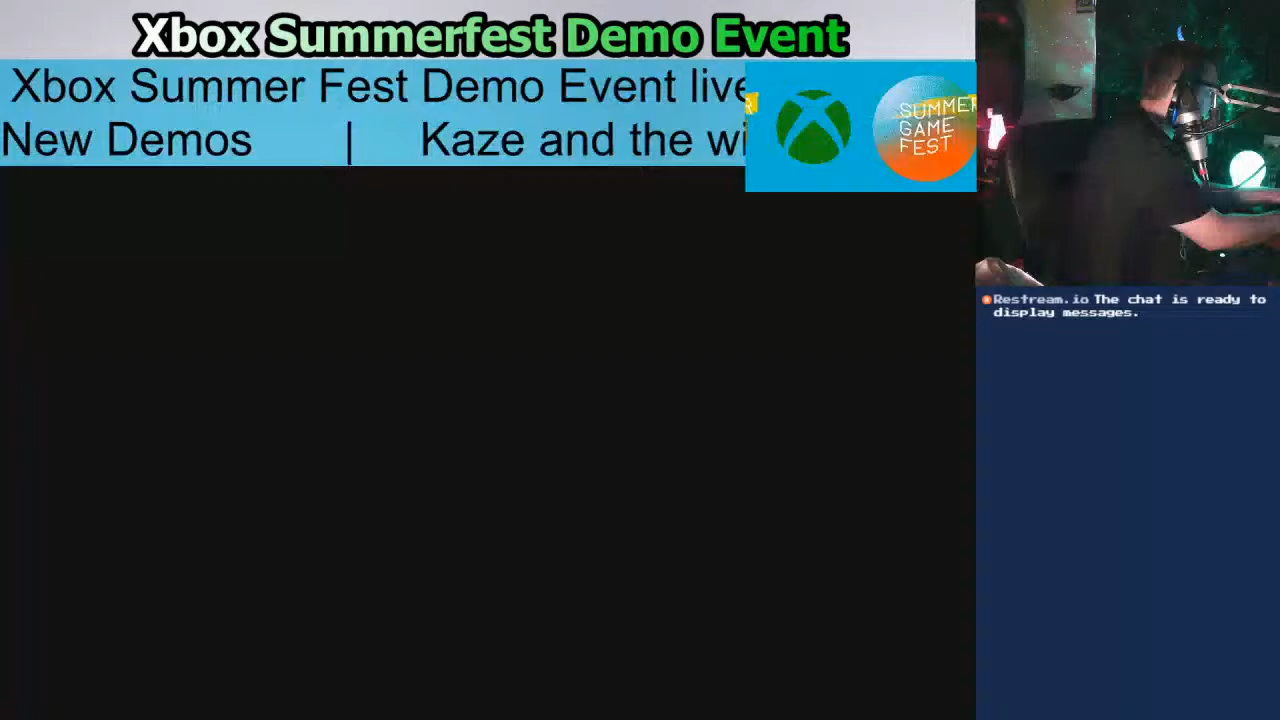 Xbox Summerfest Demo Event
Xbox Summer Fest Demo Event live
New Demos | Kaze and the wi
SUMMER
GAME
FEST
Restream.io The chat is ready to
display messages.